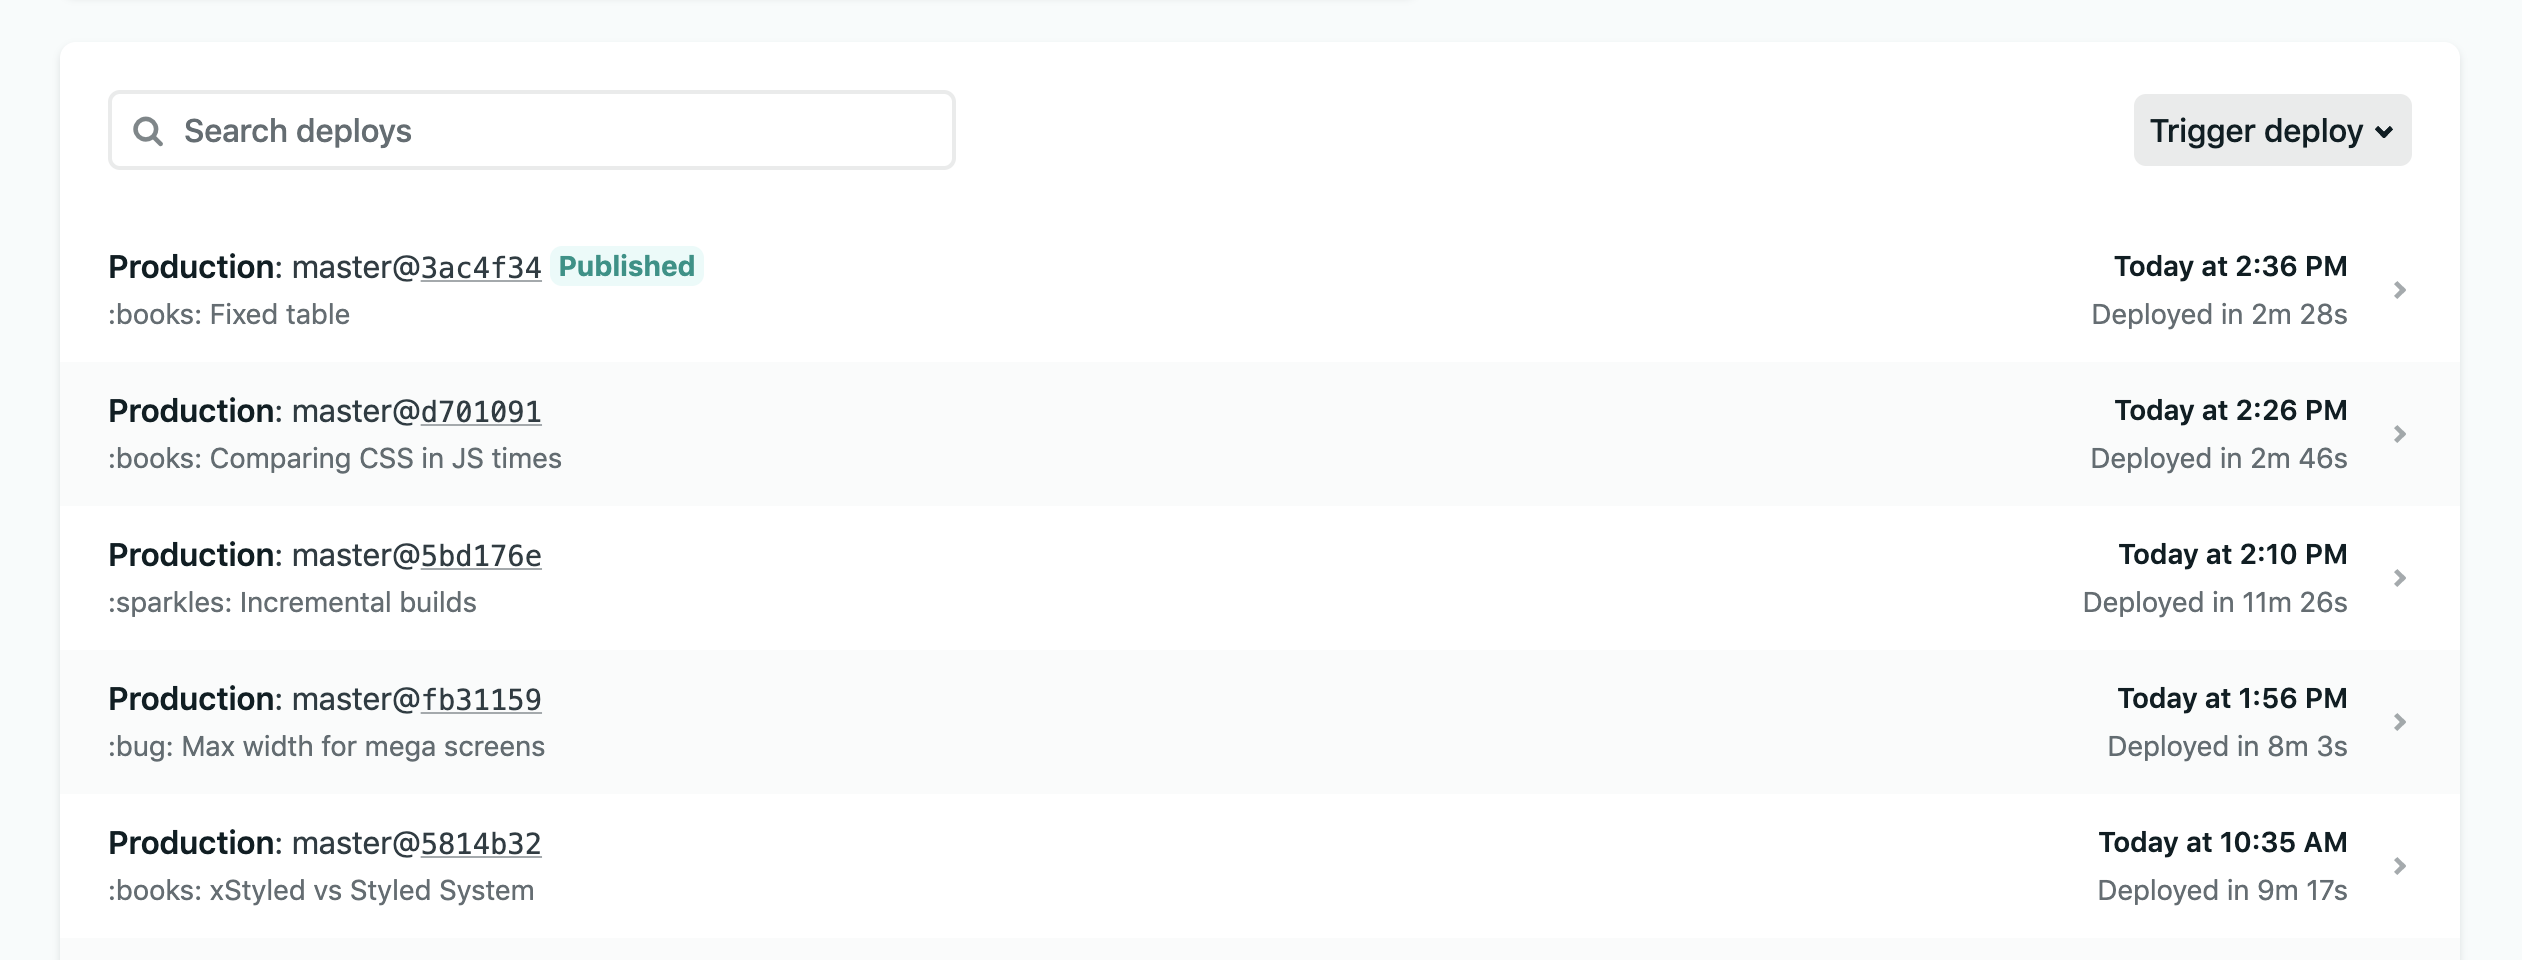 Search deploys
Trigger deploy
Production: master@3ac4f34 Published
Today at 2:36 PM
:books: Fixed table
Deployed in 2m 28s
Production: master@d701091
Today at 2:26 PM
:books: Comparing CSS in JS times
Deployed in 2m 46s
Production: master@5bd176e
Today at 2:10 PM
:sparkles: Incremental builds
Deployed in 11m 26s
Production: master@fb31159
Today at 1:56 PM
:bug: Max width for mega screens
Deployed in 8m 3s
Production: master@5814b32
Today at 10:35 AM
:books: xStyled vs Styled System
Deployed in 9m 17s